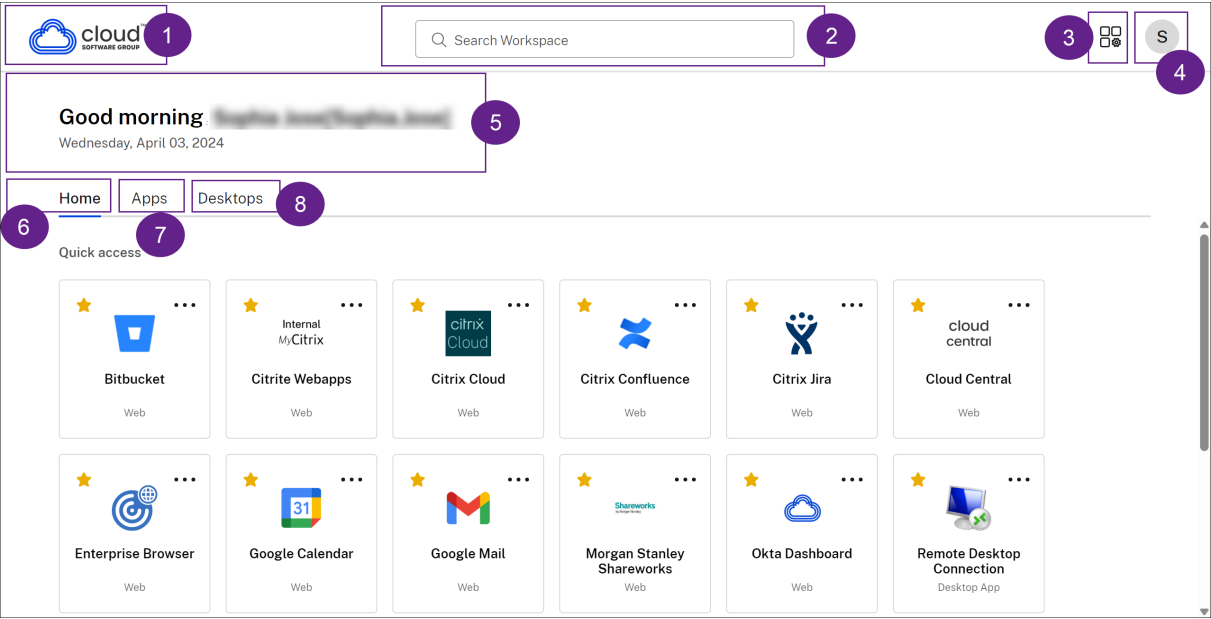 cloud™
SOFTWARE GROUP
1
Search Workspace
2
3
S
4
Good morning
5
Wednesday, April 03, 2024
Home
Apps
Desktops
6
7
8
Quick access
Internal
MyCitrix
citrix
Cloud
cloud
central
Bitbucket
Citrite Webapps
Citrix Cloud
Citrix Confluence
Citrix Jira
Cloud Central
Web
Web
Web
Web
Web
Web
31
Shareworks
Enterprise Browser
Google Calendar
Google Mail
Morgan Stanley
Shareworks
Okta Dashboard
Remote Desktop
Connection
Web
Web
Web
Web
Web
Desktop App